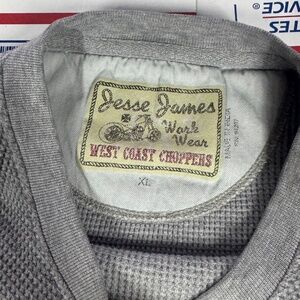 Jesse James
Work
Wear
WEST COAST CHOPPERS
XL
MADE IN INDIA